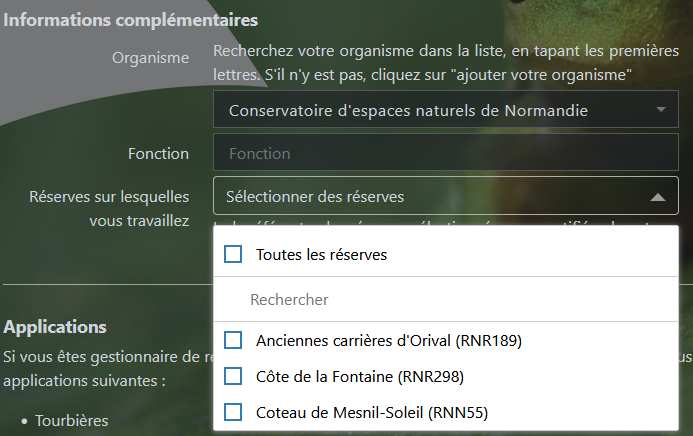 Informations complémentaires
Organisme
Recherchez votre organisme dans la liste, en tapant les premières
lettres. S'il n'y est pas, cliquez sur "ajouter votre organisme"
Conservatoire d'espaces naturels de Normandie
Fonction
Fonction
Réserves sur lesquelles
vous travaillez
Sélectionner des réserves
Toutes les réserves
Rechercher
Anciennes carrières d'Orival (RNR189)
Côte de la Fontaine (RNR298)
Coteau de Mesnil-Soleil (RNN55)
Applications
Si vous êtes gestionnaire de
applications suivantes :
• Tourbières